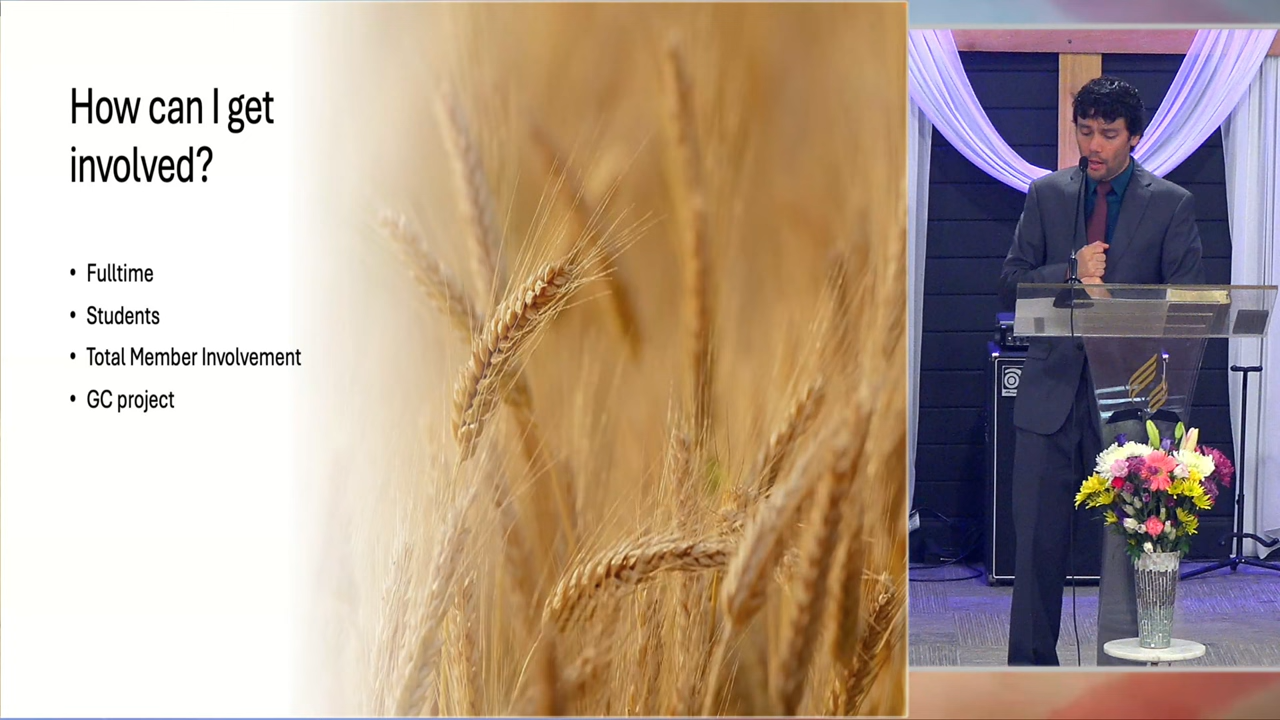 How can I get
involved?
• Fulltime
• Students
• Total Member Involvement
• GC project